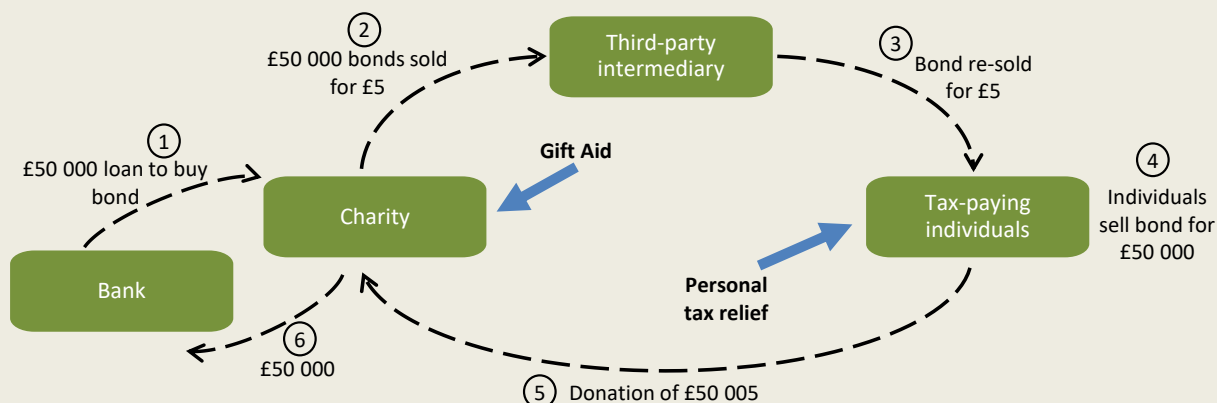 2
£50 000 bonds sold
for £5
Third-party
intermediary
3
Bond re-sold
for £5
1
£50 000 loan to buy
bond
Gift Aid
4
Individuals
sell bond for
£50 000
Charity
Tax-paying
individuals
Bank
Personal
tax relief
6
£50 000
5 Donation of £50 005